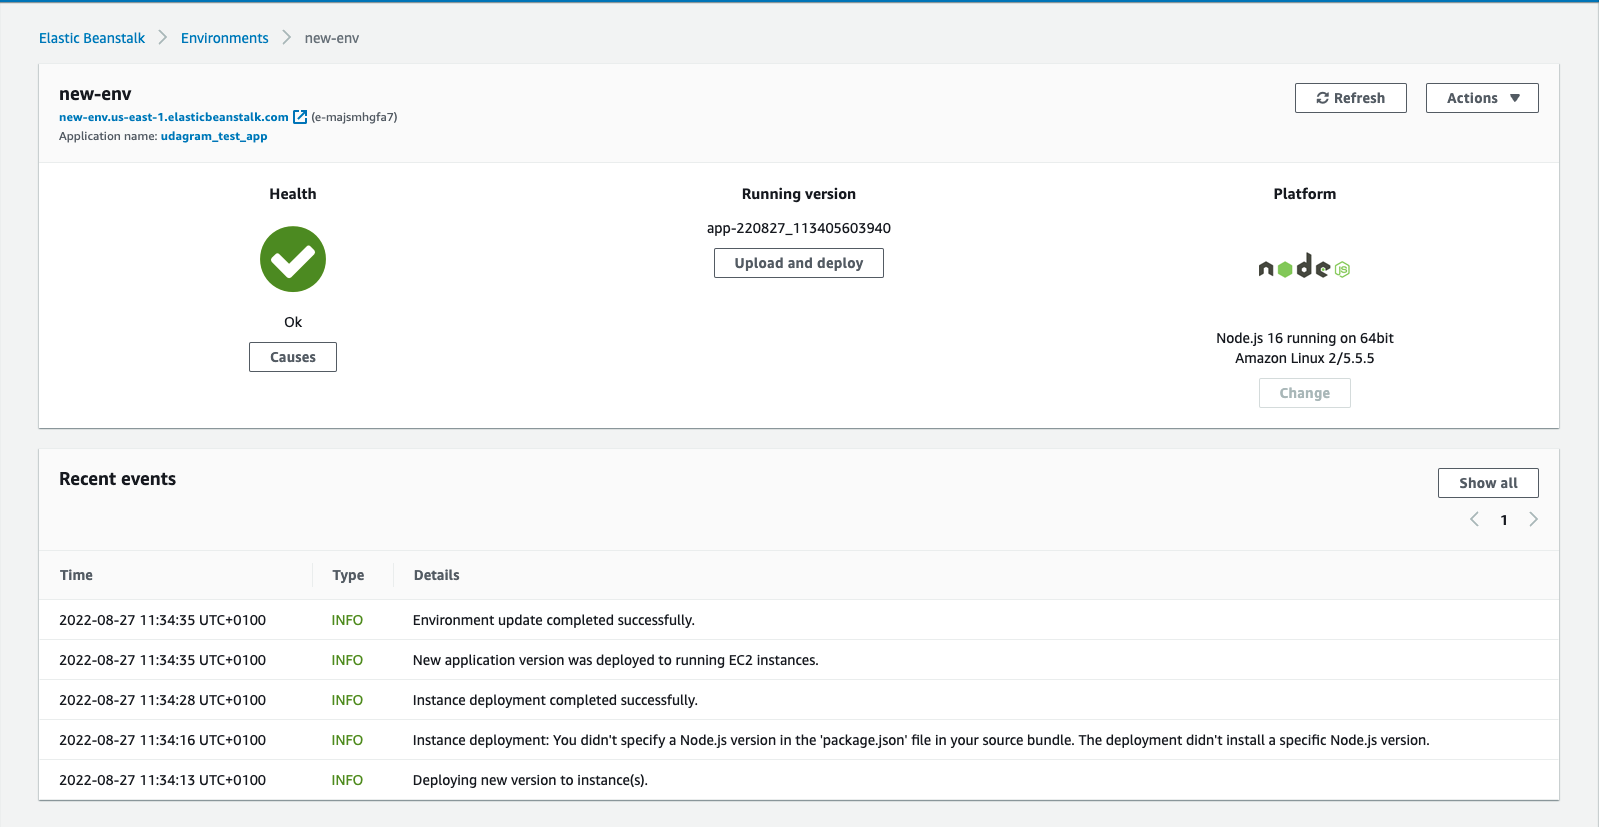 Elastic Beanstalk > Environments > new-env
new-env
new-env.us-east-1.elasticbeanstalk.com (e-majsmhgfa7)
Application name: udagram_test_app
Refresh
Actions
Health
Ok
Causes
Running version
app-220827_113405603940
Upload and deploy
Platform
node JS
Node.js 16 running on 64bit
Amazon Linux 2/5.5.5
Change
Recent events
Show all
1
Time Type Details
2022-08-27 11:34:35 UTC+0100 INFO Environment update completed successfully.
2022-08-27 11:34:35 UTC+0100 INFO New application version was deployed to running EC2 instances.
2022-08-27 11:34:28 UTC+0100 INFO Instance deployment completed successfully.
2022-08-27 11:34:16 UTC+0100 INFO Instance deployment: You didn't specify a Node.js version in the 'package.json' file in your source bundle. The deployment didn't install a specific Node.js version.
2022-08-27 11:34:13 UTC+0100 INFO Deploying new version to instance(s).